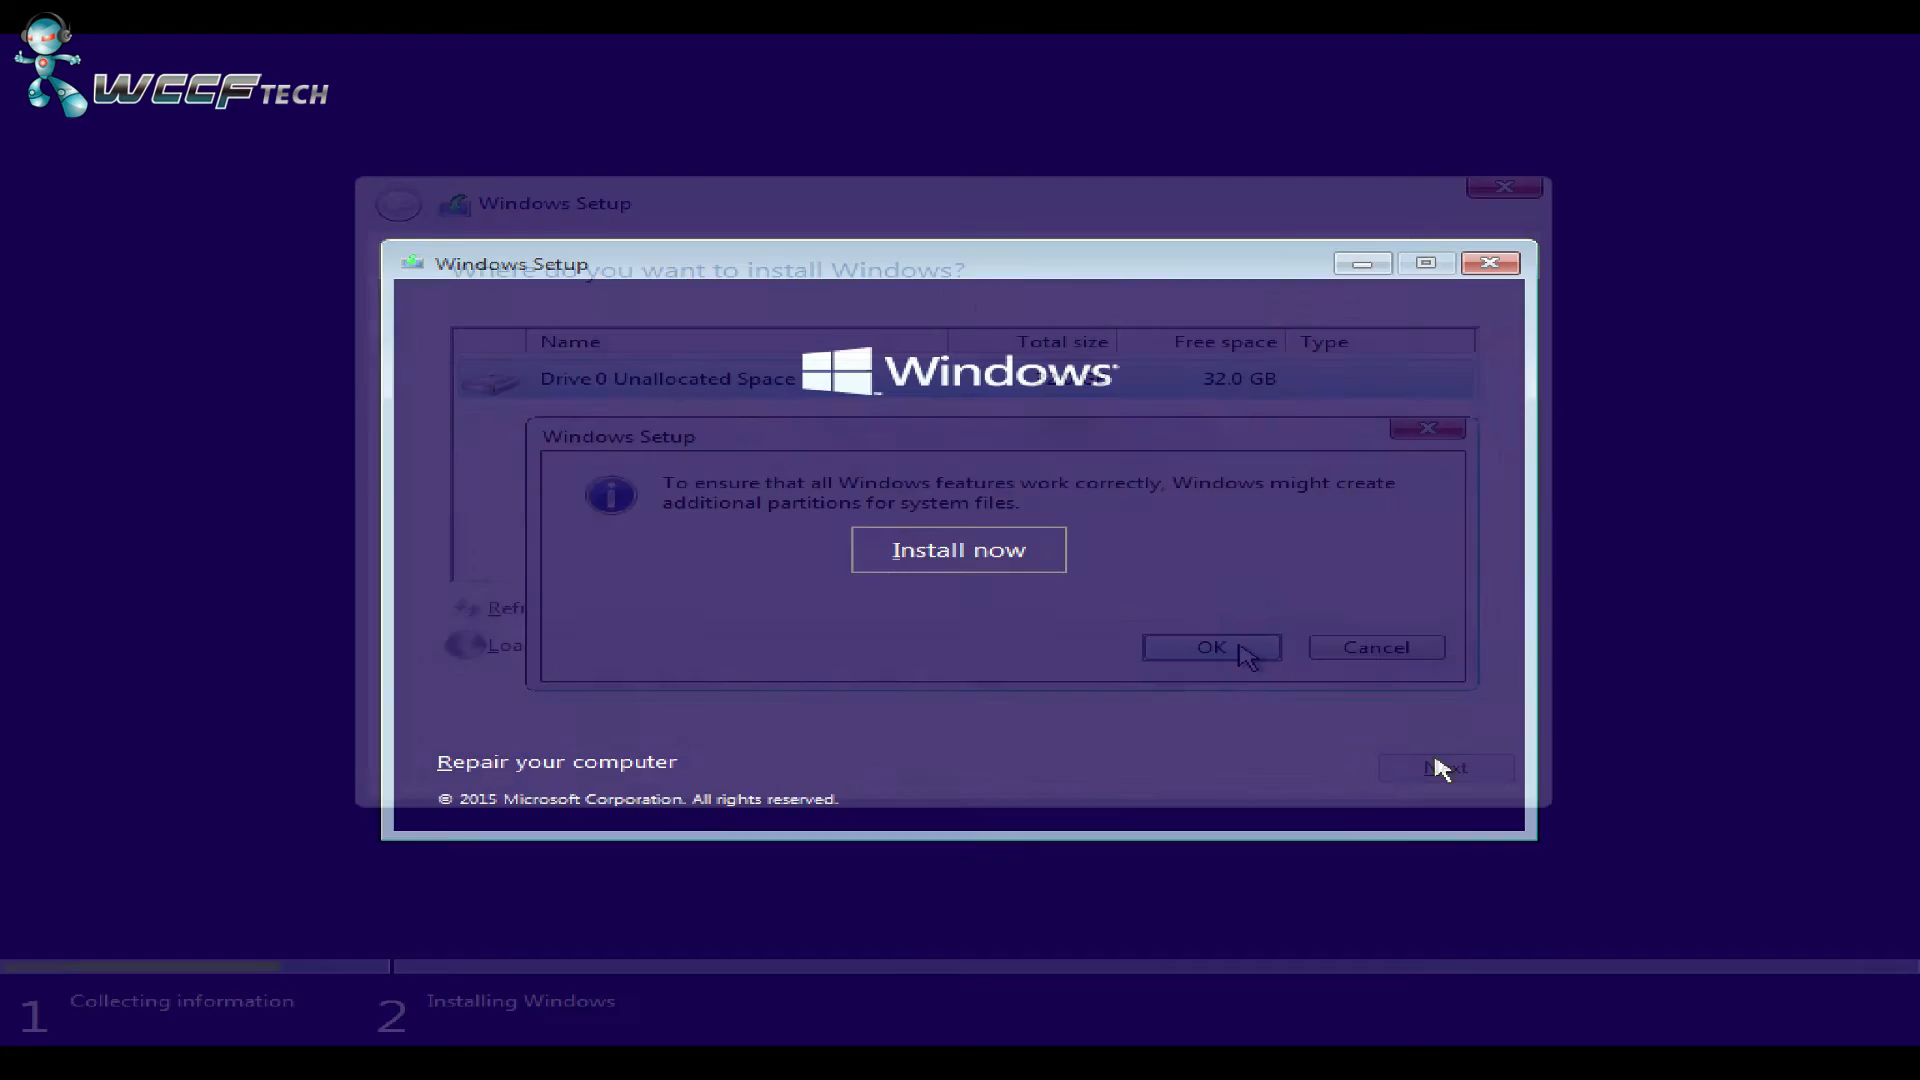 WCCFTECH
Windows Setup
Windows Setup
Where do you want to install Windows?
Name Total size Free space Type
Drive 0 Unallocated Space 32.0 GB
Windows
Windows Setup
To ensure that all Windows features work correctly, Windows might create
additional partitions for system files.
Install now
Refr
Loa
OK Cancel
Repair your computer
Next
© 2015 Microsoft Corporation. All rights reserved.
1 Collecting information 2 Installing Windows